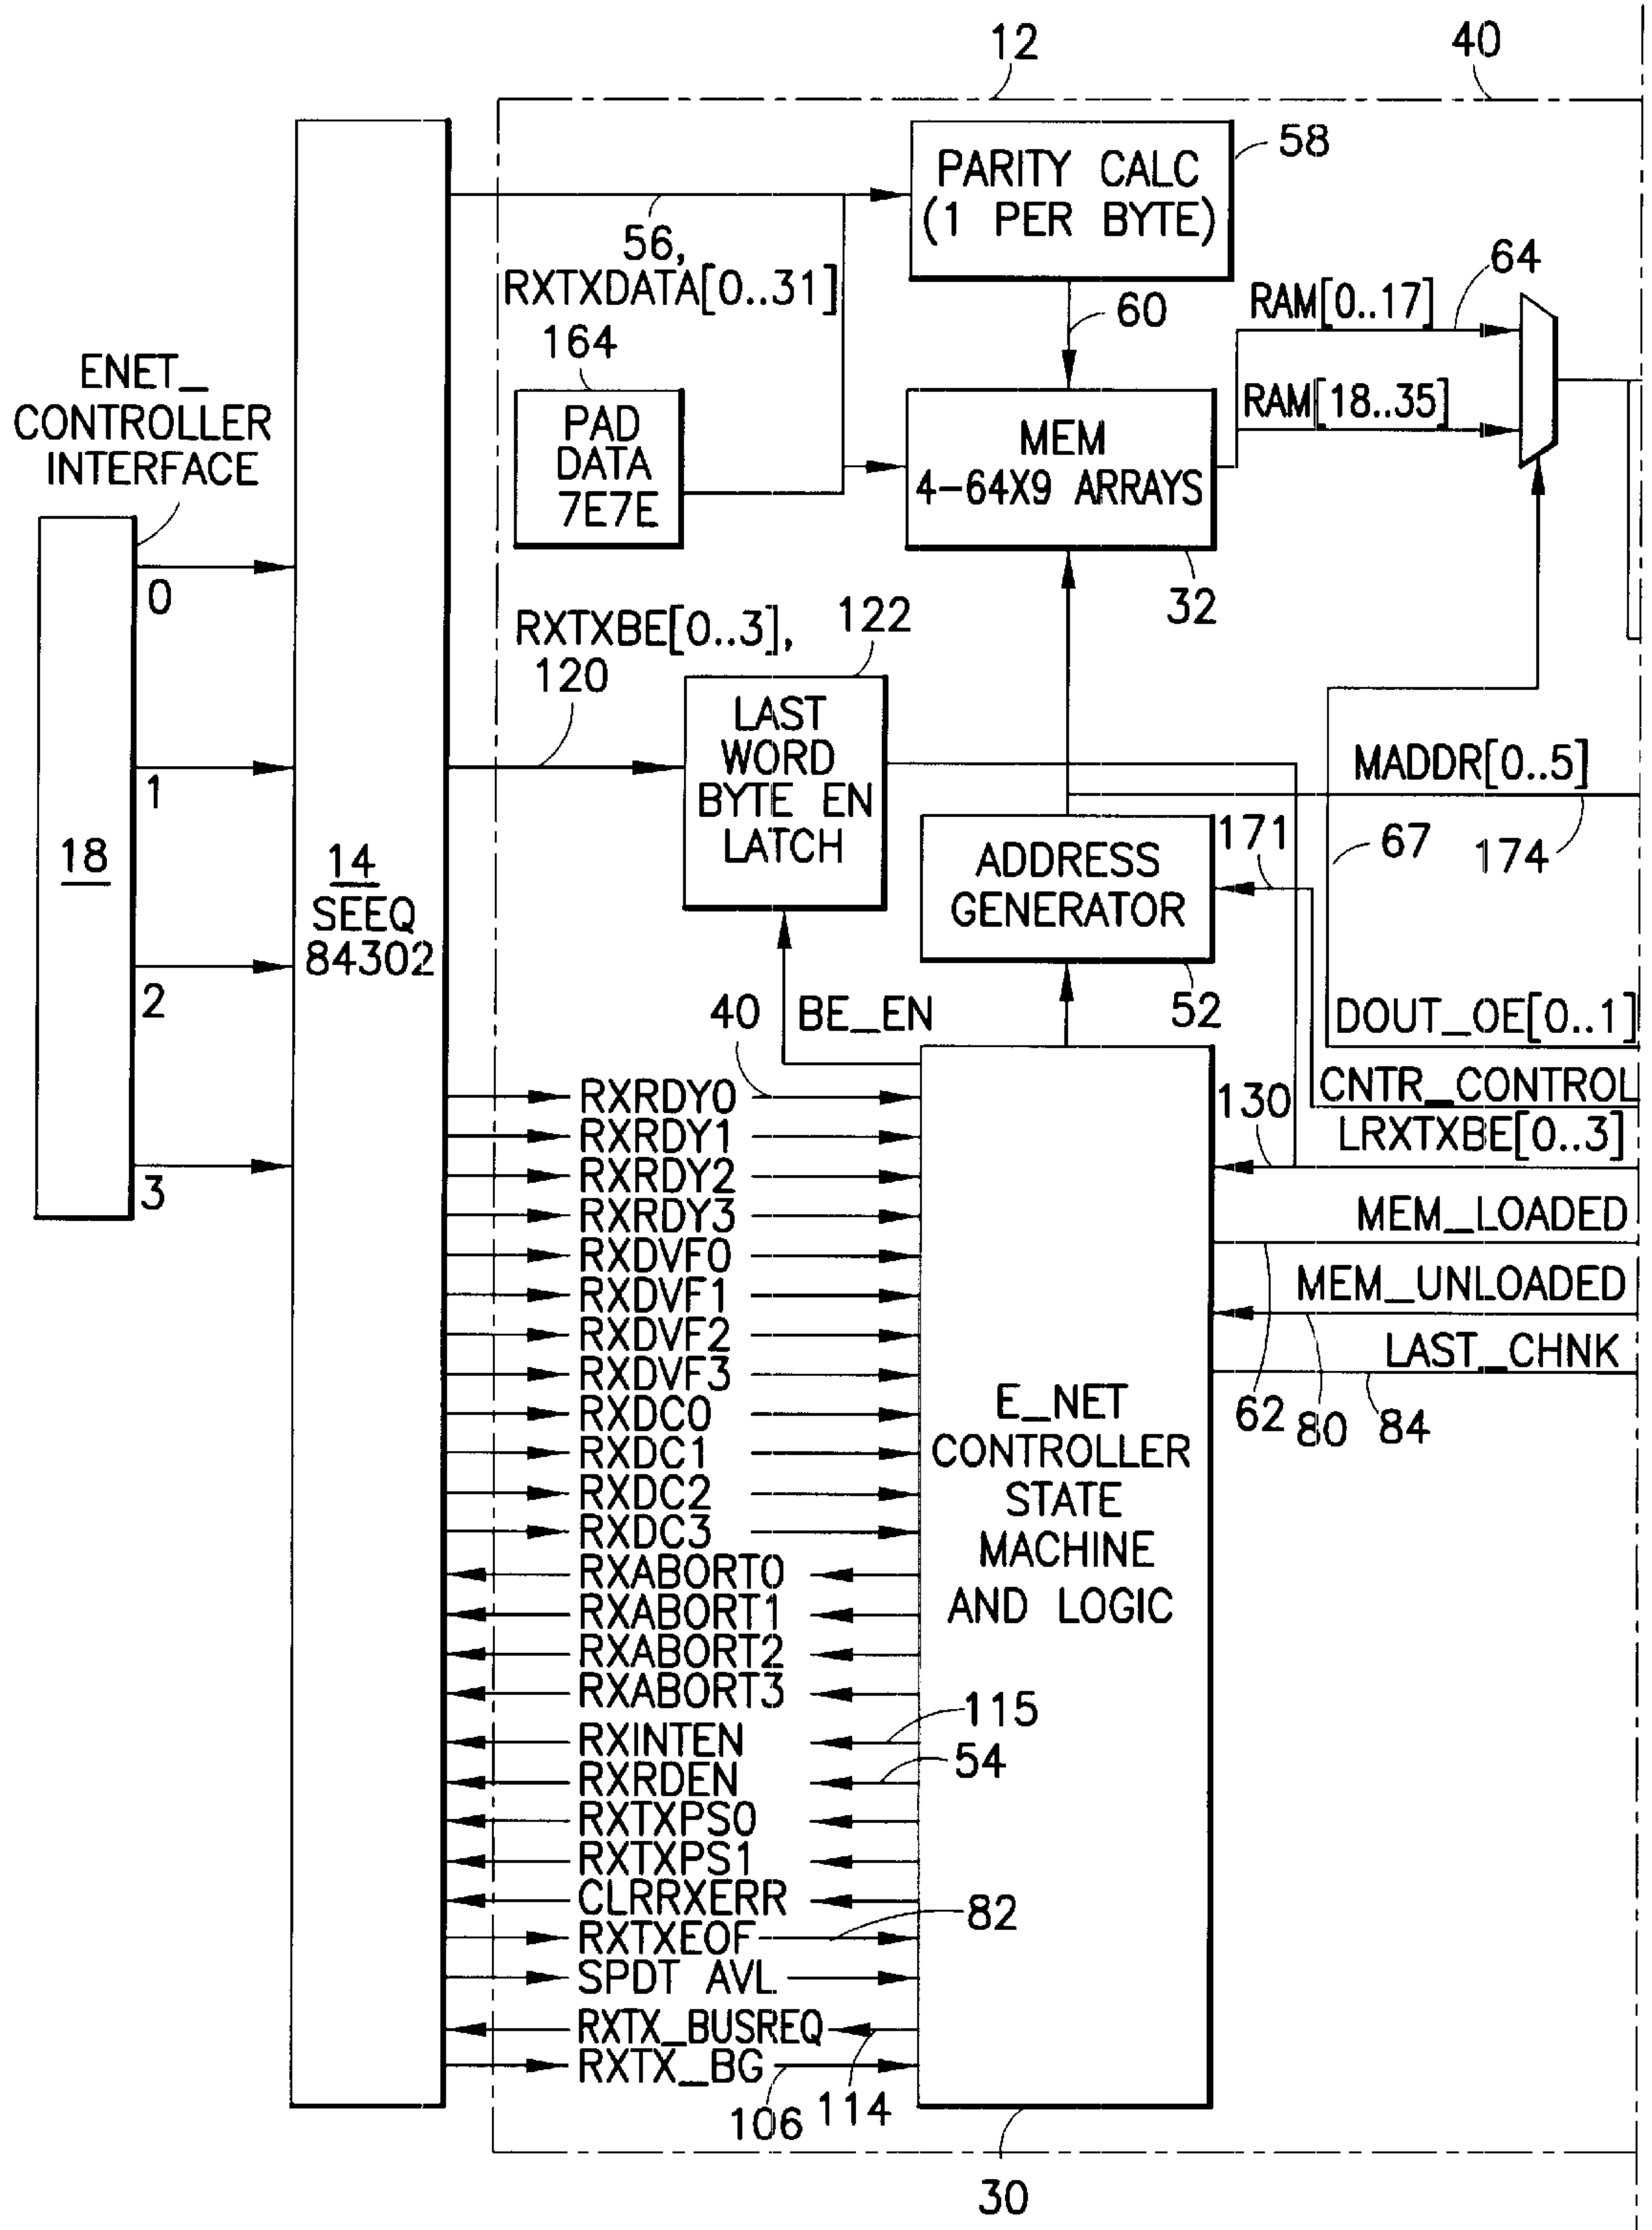 12
40
PARITY CALC
(1 PER BYTE)
58
56,
RXTXDATA[0..31]
60
RAM[0..17]
64
164
PAD
DATA
7E7E
MEM
4-64X9 ARRAYS
RAM[18..35]
32
ENET_
CONTROLLER
INTERFACE
0
1
2
3
18
14
SEEQ
84302
RXTXBE[0..3],
120
122
LAST
WORD
BYTE EN
LATCH
MADDR[0..5]
67
174
171
ADDRESS
GENERATOR
52
40
BE_EN
DOUT_OE[0..1]
CNTR_CONTROL
130
LRXTXBE[0..3]
MEM_LOADED
MEM_UNLOADED
LAST_CHNK
62
80
84
RXRDY0
RXRDY1
RXRDY2
RXRDY3
RXDVF0
RXDVF1
RXDVF2
RXDVF3
RXDC0
RXDC1
RXDC2
RXDC3
RXABORT0
RXABORT1
RXABORT2
RXABORT3
RXINTEN
RXRDEN
RXTXPS0
RXTXPS1
CLRRXERR
RXTXEOF
SPDT AVL
RXTX_BUSREQ
RXTX_BG
E_NET
CONTROLLER
STATE
MACHINE
AND LOGIC
115
54
82
106
114
30